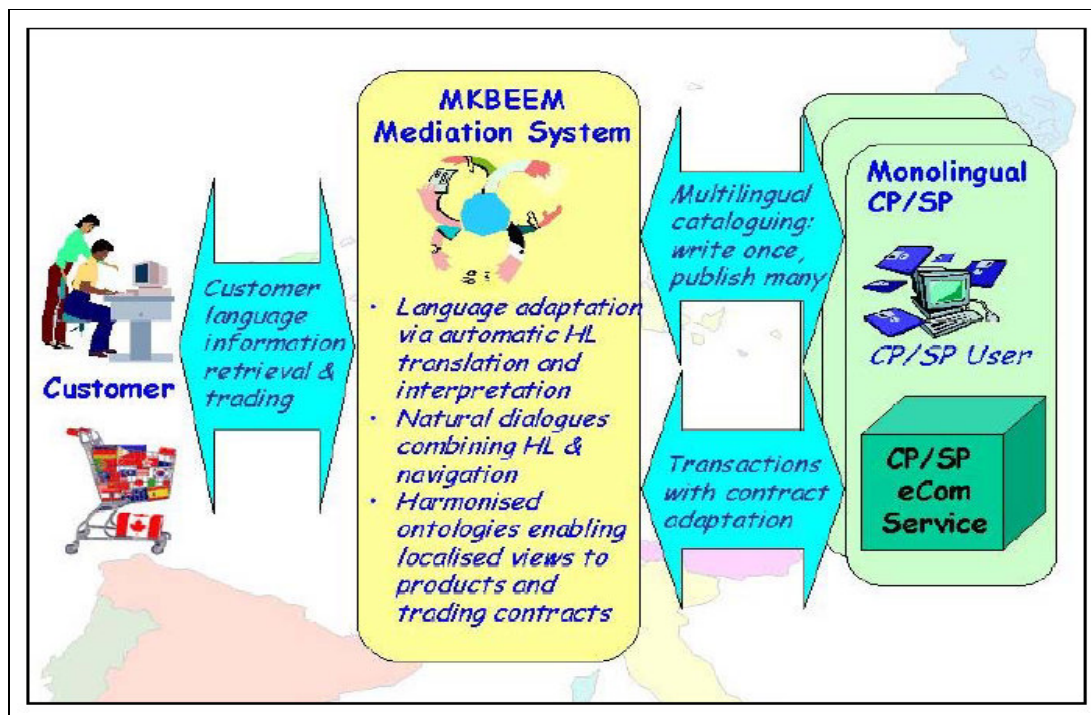 MKBEEM
Mediation System
• Language adaptation
via automatic HL
translation and
interpretation
• Natural dialogues
combining HL &
navigation
• Harmonised
ontologies enabling
localised views to
products and
trading contracts
Customer
language
information
retrieval &
trading
Customer
Multilingual
cataloguing:
write once,
publish many
Transactions
with contract
adaptation
Monolingual
CP/SP
CP/SP User
CP/SP
eCom
Service